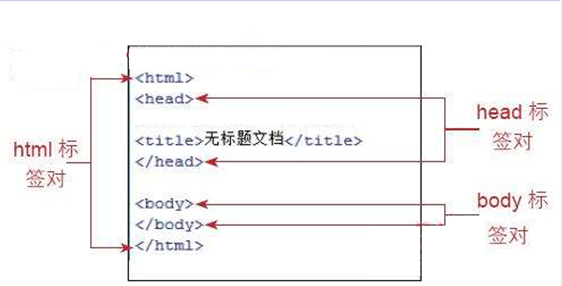 <html>
<head>
<title>无标题文档</title>
</head>
<body>
</body>
</html>
html 标
签对
head 标
签对
body 标
签对